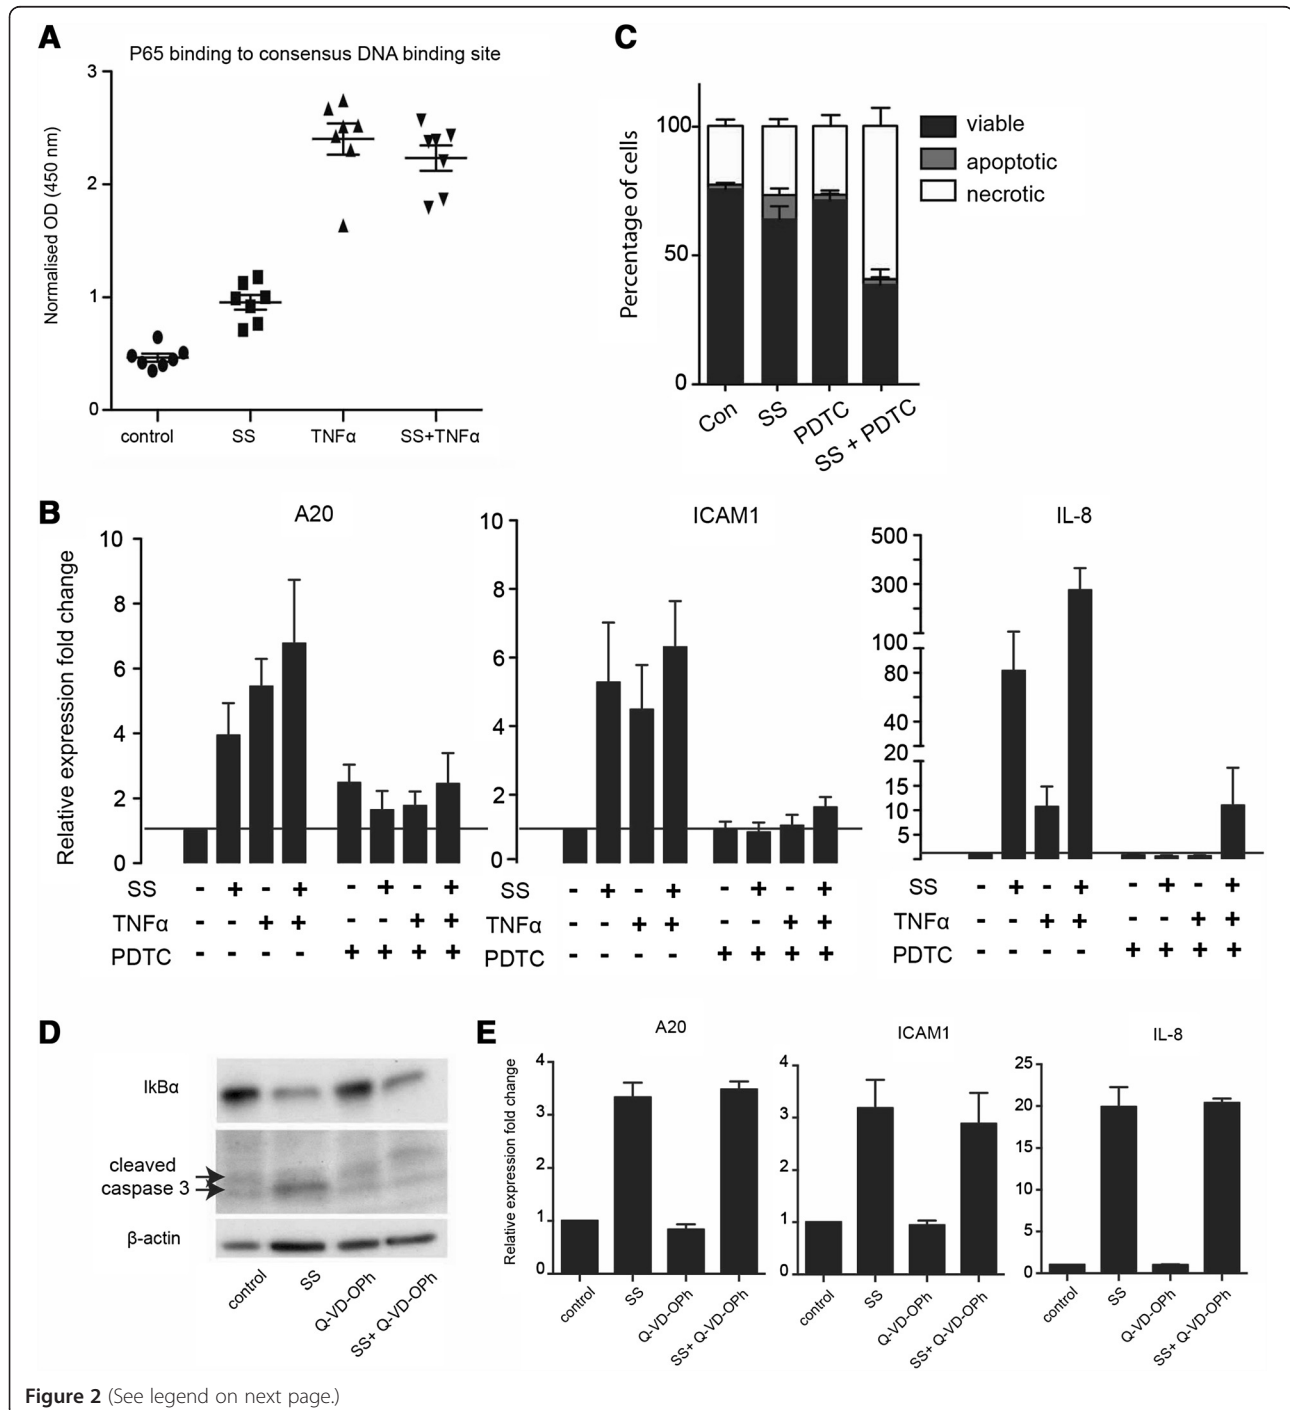 A
P65 binding to consensus DNA binding site
Normalised OD (450 nm)
3
2
1
0
control SS TNFα SS+TNFα
C
Percentage of cells
100
50
0
Con SS PDTC SS + PDTC
viable
apoptotic
necrotic
B
Relative expression fold change
A20
10
8
6
4
2
0
SS - + - + - + - +
TNFα - - + + - - + +
PDTC - - - - + + + +
ICAM1
10
8
6
4
2
0
- + - + - + - +
TNFα - - + + - - + +
PDTC - - - - + + + +
IL-8
500
300
100
80
40
20
15
10
5
SS - + - + - - - +
TNFα - - + + - - + +
PDTC - - - - + + + +
D
IkBα
cleaved
caspase 3
β-actin
control SS Q-VD-OPh SS+ Q-VD-OPh
E
Relative expression fold change
A20
4
3
2
1
0
control SS Q-VD-OPh SS+ Q-VD-OPh
ICAM1
4
3
2
1
0
control SS Q-VD-OPh SS+ Q-VD-OPh
IL-8
25
20
15
10
5
0
control SS Q-VD-OPh SS+ Q-VD-OPh
Figure 2 (See legend on next page.)